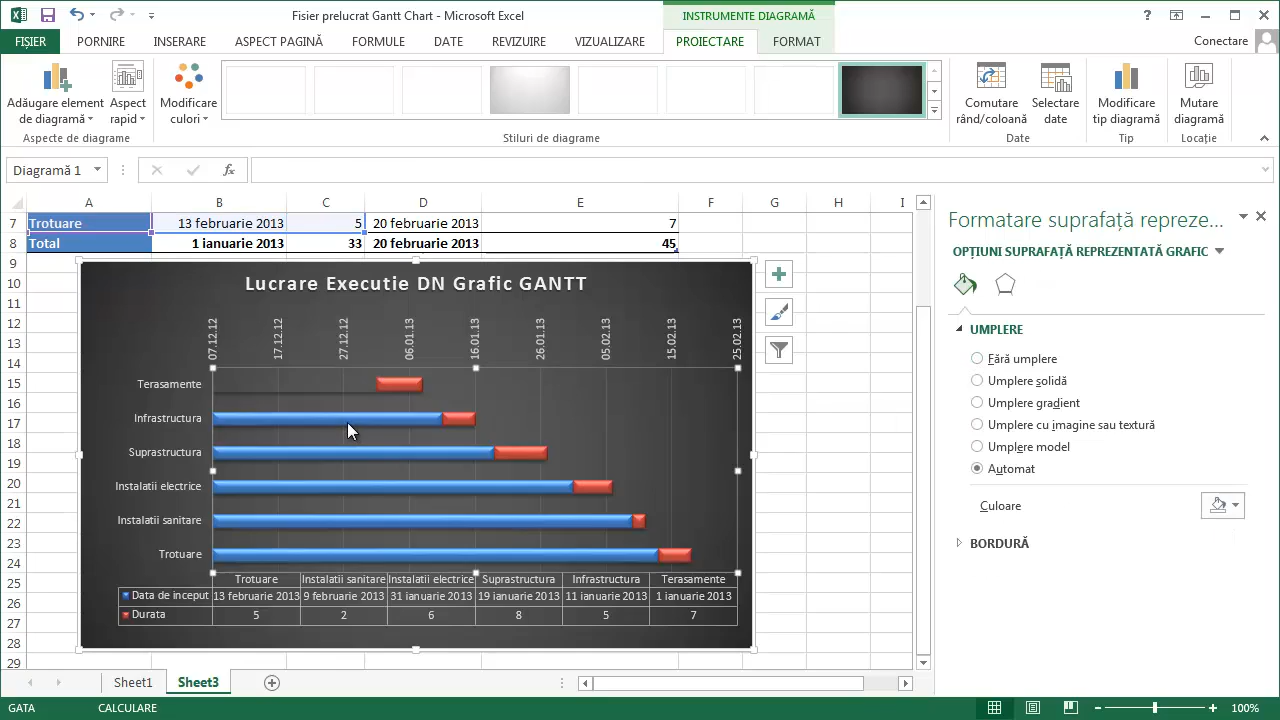 Fisier prelucrat Gantt Chart - Microsoft Excel
INSTRUMENTE DIAGRAMĂ
?
FIȘIER
PORNIRE
INSERARE
ASPECT PAGINĂ
FORMULE
DATE
REVIZUIRE
VIZUALIZARE
PROIECTARE
FORMAT
Conectare
Adăugare element
de diagramă
Aspect
rapid
Modificare
culori
Comutare
rând/coloană
Selectare
date
Modificare
tip diagramă
Mutare
diagramă
Aspecte de diagrame
Stiluri de diagrame
Date
Tip
Locație
Diagramă 1
fx
A B C D E F G H I
7 Trotuare 13 februarie 2013 5 20 februarie 2013 7
8 Total 1 ianuarie 2013 33 20 februarie 2013 45
9
10
11
12
13
14
15
16
17
18
19
20
21
22
23
24
25
26
27
28
29
Lucrare Executie DN Grafic GANTT
07.12.12
17.12.12
27.12.12
06.01.13
16.01.13
26.01.13
05.02.13
15.02.13
25.02.13
Terasamente
Infrastructura
Suprastructura
Instalatii electrice
Instalatii sanitare
Trotuare
Trotuare Instalatii sanitare Instalatii electrice Suprastructura Infrastructura Terasamente
Data de inceput 13 februarie 2013 9 februarie 2013 31 ianuarie 2013 19 ianuarie 2013 11 ianuarie 2013 1 ianuarie 2013
Durata 5 2 6 8 5 7
Formatare suprafață repreze...
OPȚIUNI SUPRAFAȚĂ REPREZENTATĂ GRAFIC
UMPLERE
Fără umplere
Umplere solidă
Umplere gradient
Umplere cu imagine sau textură
Umplere model
Automat
Culoare
BORDURĂ
Sheet1
Sheet3
GATA
CALCULARE
100%